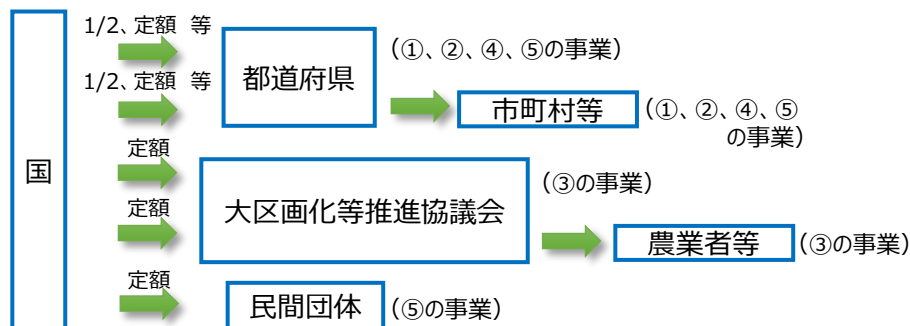 1/2、定額 等
都道府県
(①、②、④、⑤の事業)
1/2、定額 等
市町村等
(①、②、④、⑤
の事業)
国
定額
大区画化等推進協議会
(③の事業)
定額
農業者等
(③の事業)
定額
民間団体
(⑤の事業)